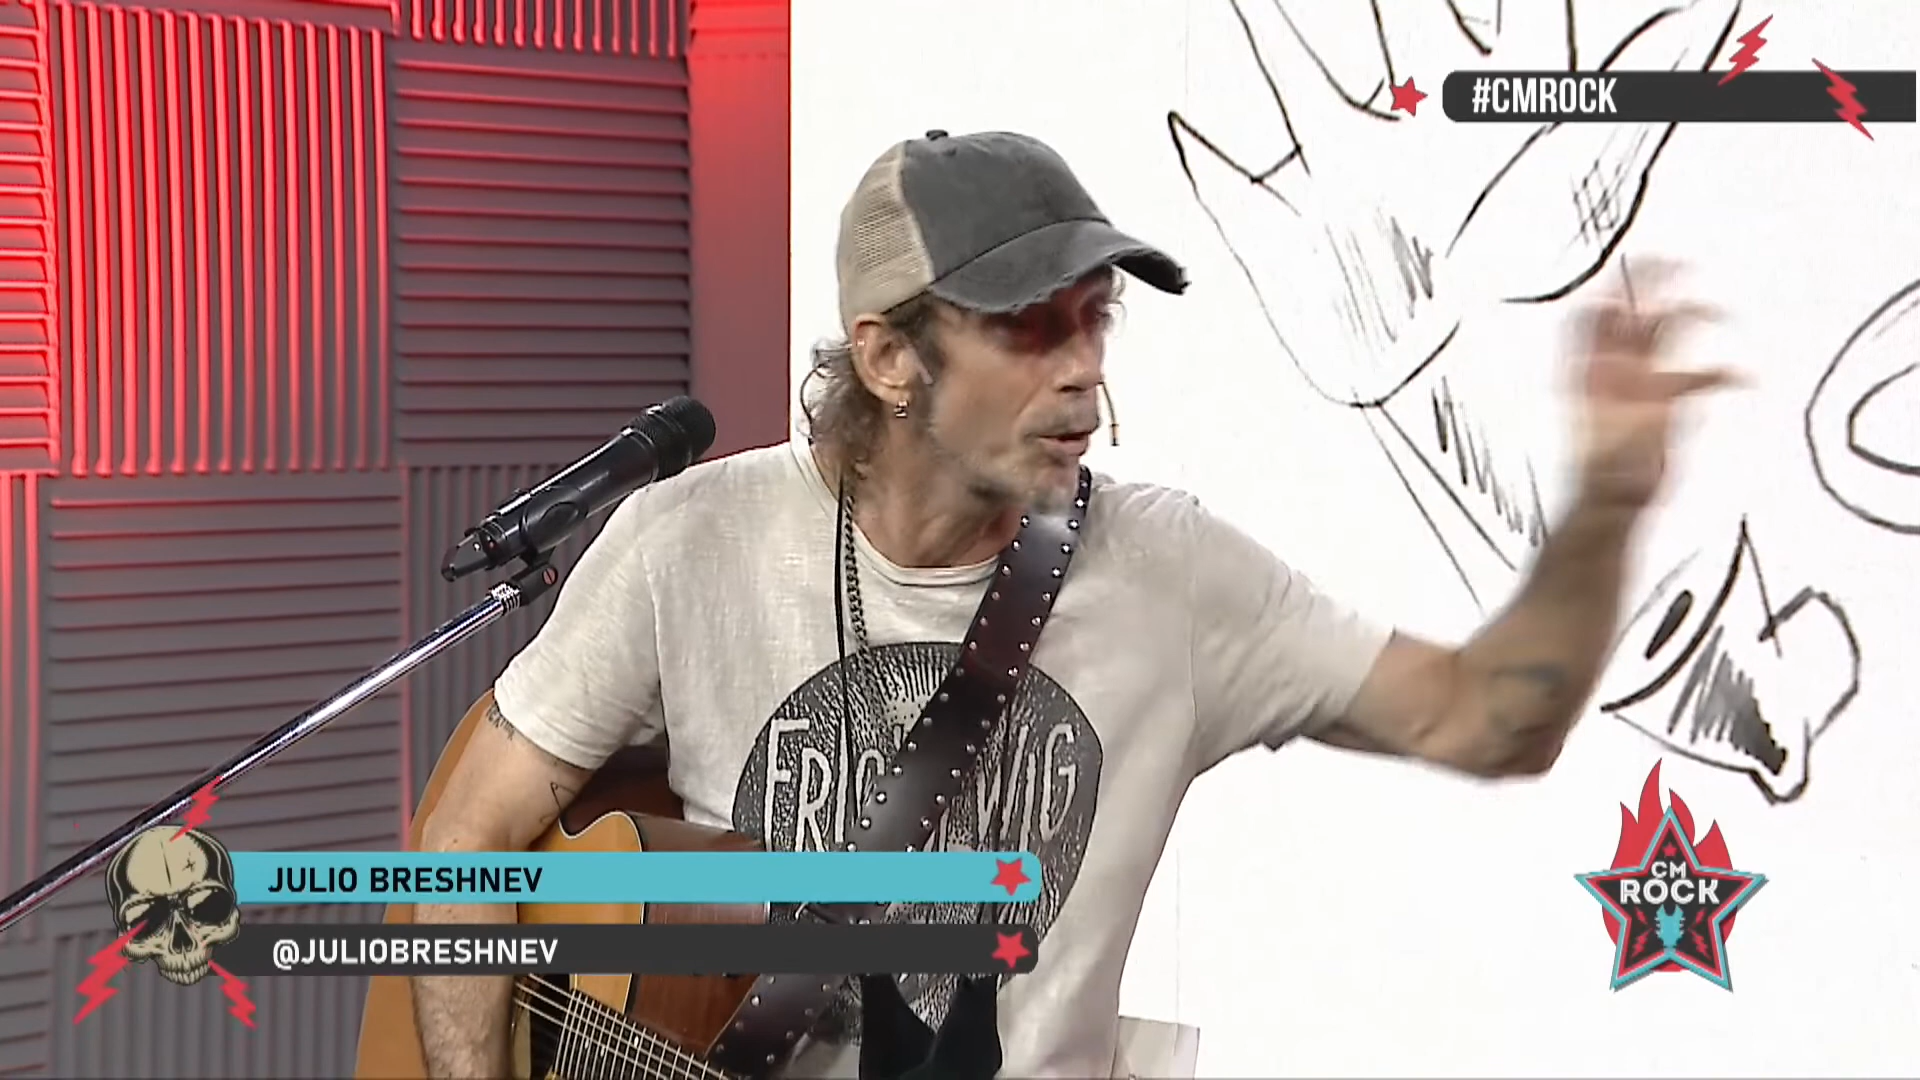 #CMROCK
JULIO BRESHNEV
@JULIOBRESHNEV
CM
ROCK